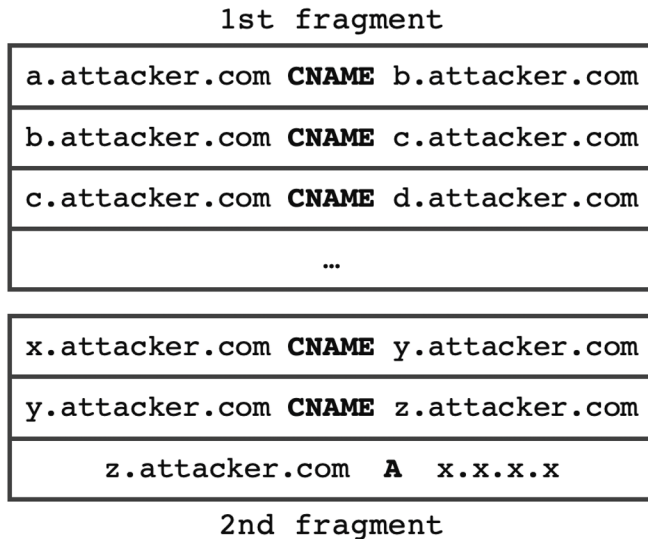 1st fragment
a.attacker.com CNAME b.attacker.com
b.attacker.com CNAME c.attacker.com
c.attacker.com CNAME d.attacker.com
…
x.attacker.com CNAME y.attacker.com
y.attacker.com CNAME z.attacker.com
z.attacker.com A x.x.x.x
2nd fragment